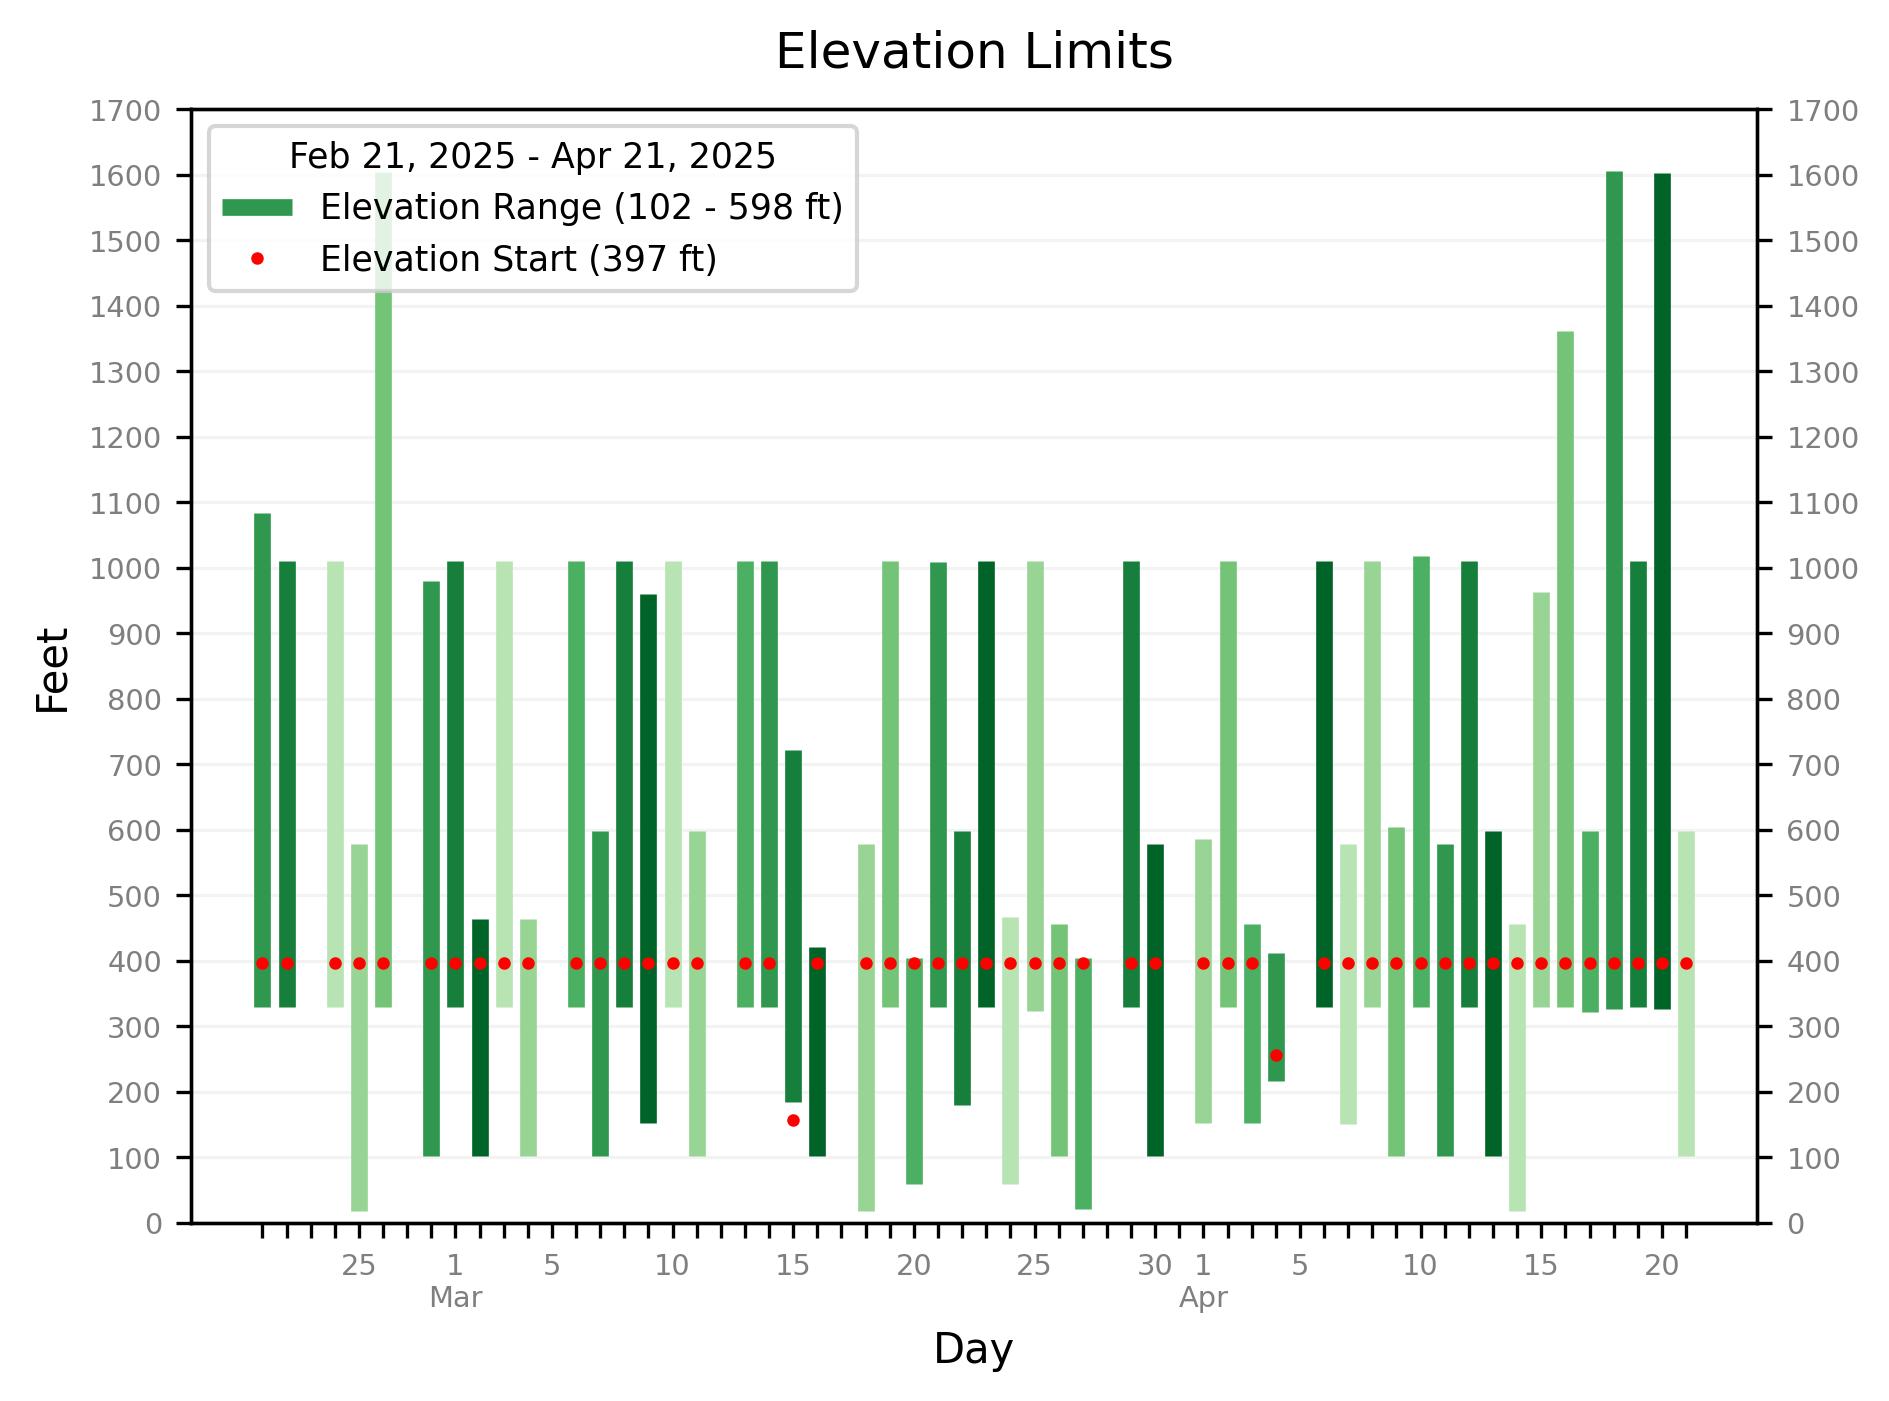 Elevation Limits
Feb 21, 2025 - Apr 21, 2025
Elevation Range (102 - 598 ft)
Elevation Start (397 ft)
Feet
1700 1700
1600 1600
1500 1500
1400 1400
1300 1300
1200 1200
1100 1100
1000 1000
900 900
800 800
700 700
600 600
500 500
400 400
300 300
200 200
100 100
0 0
25 1 5 10 15 20 25 30 1 5 10 15 20
Mar Apr
Day